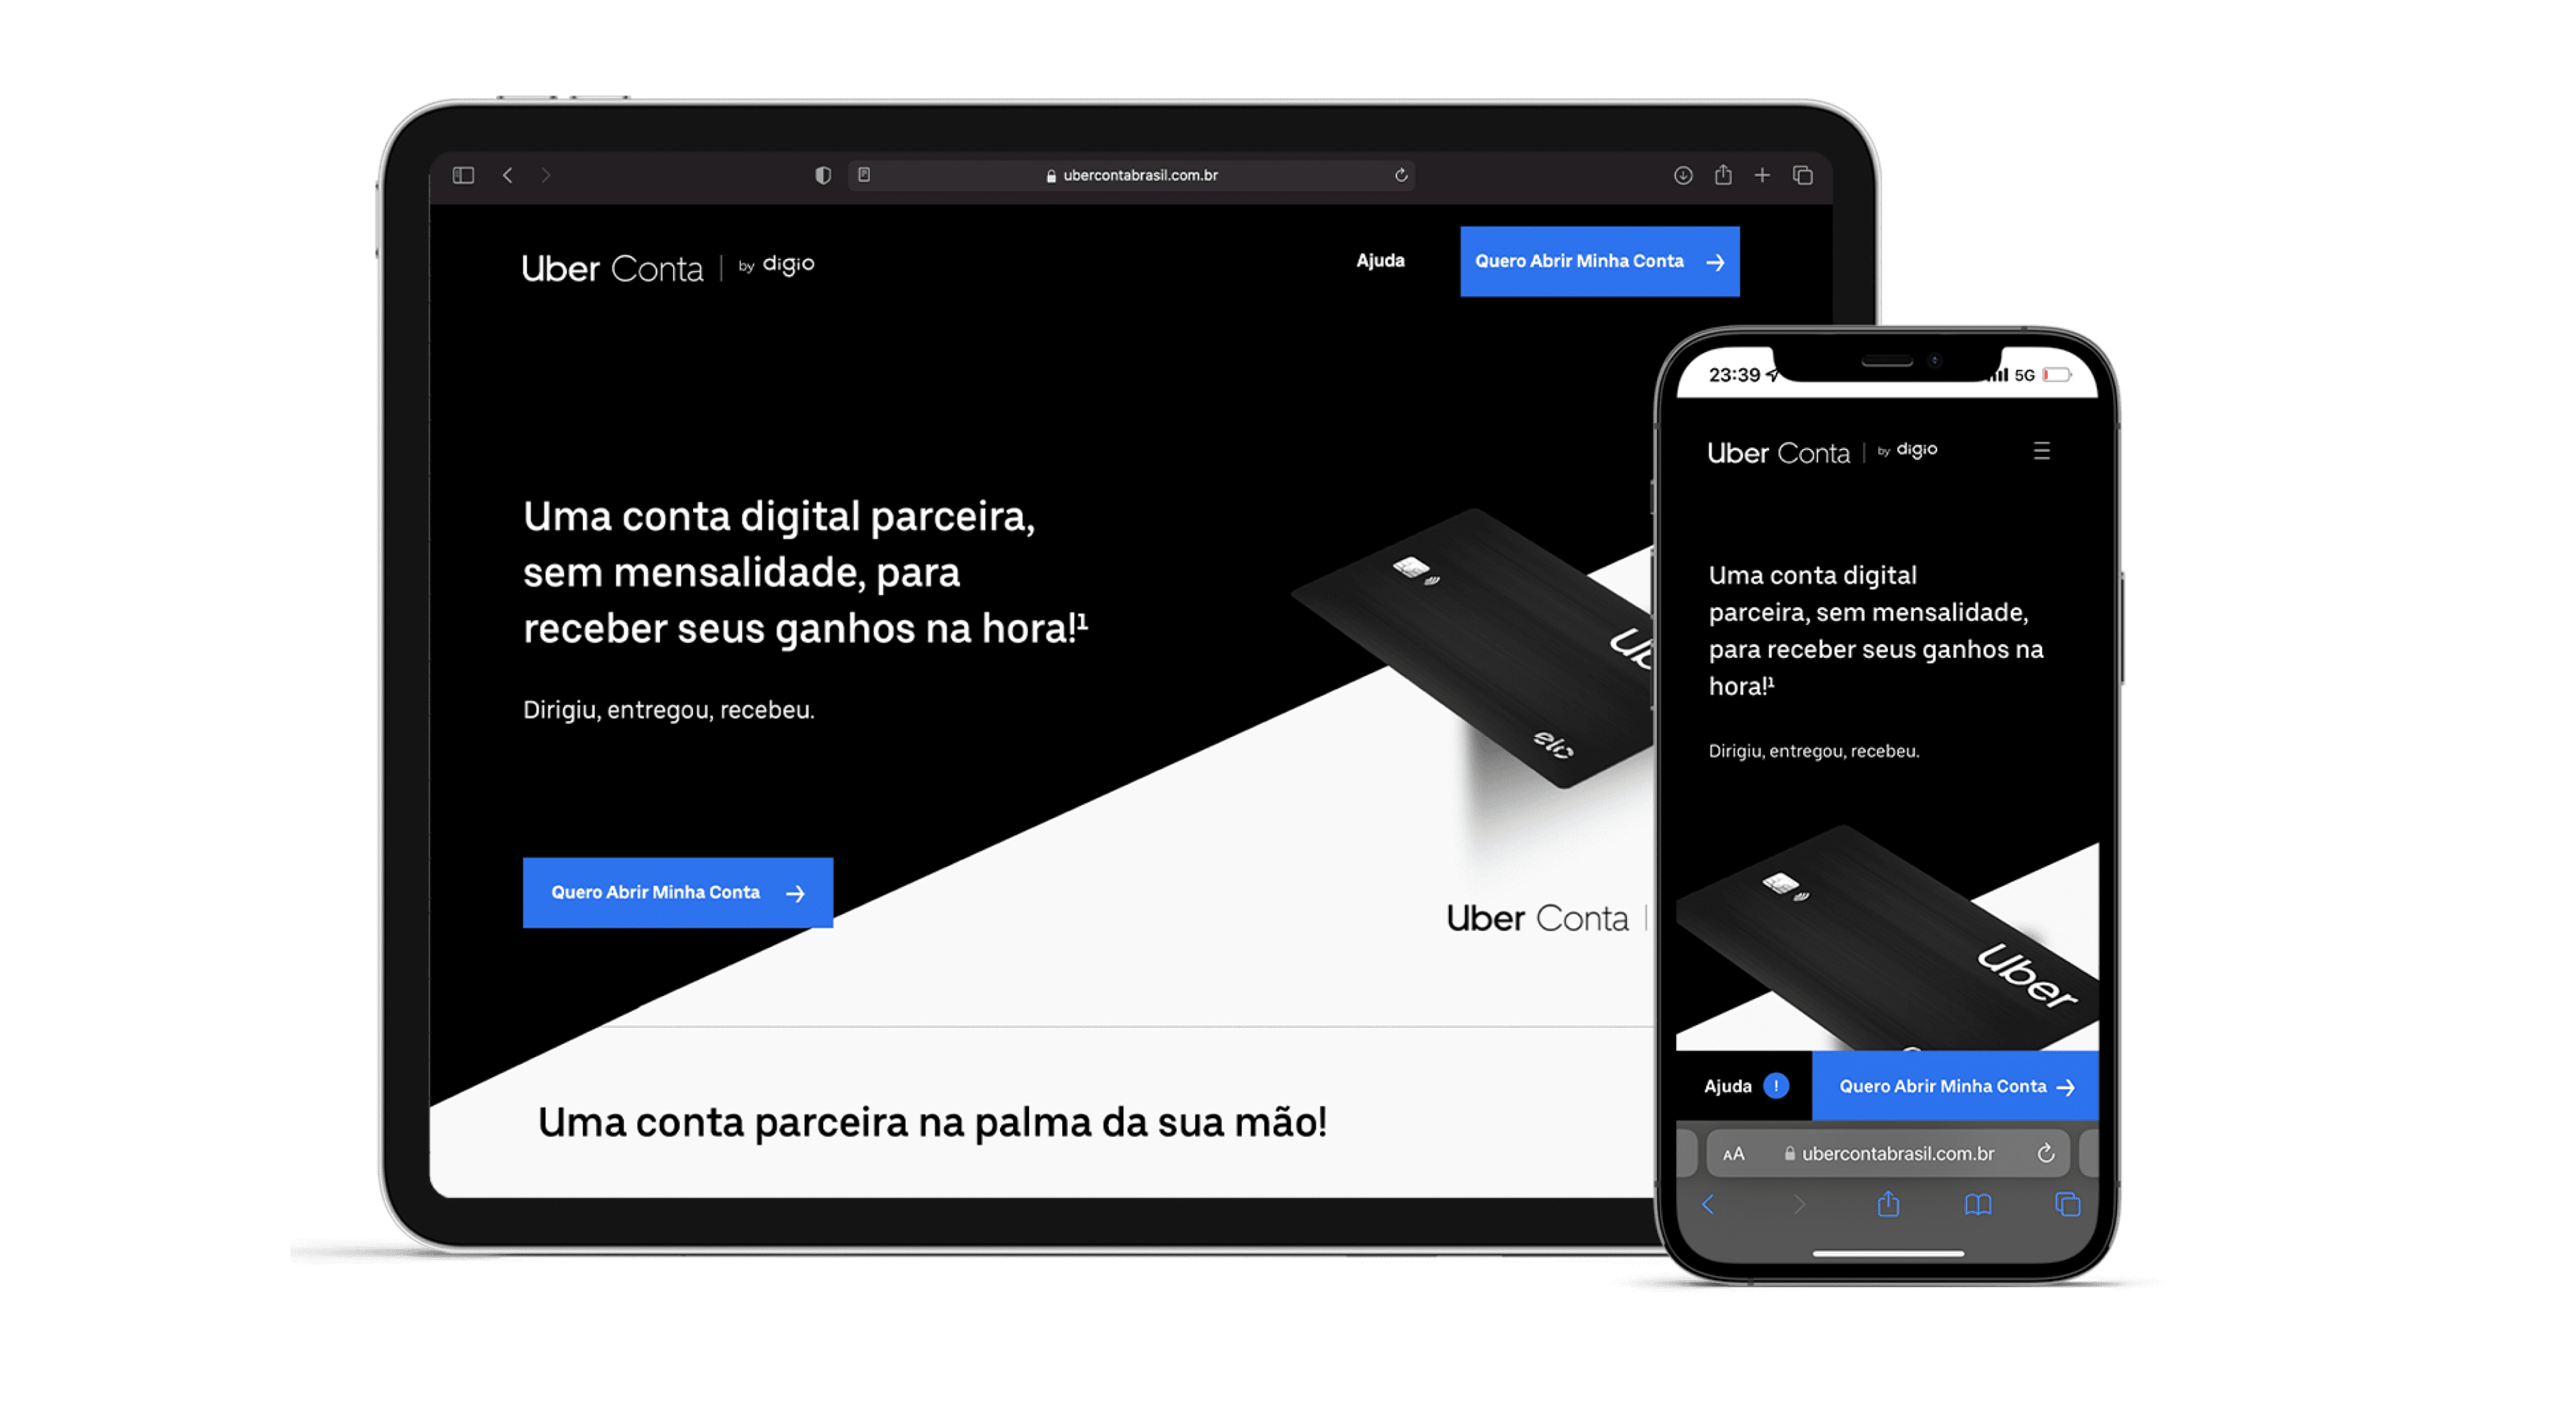 ubercontabrasil.com.br
Uber Conta | by digio
Ajuda
Quero Abrir Minha Conta →
Uma conta digital parceira,
sem mensalidade, para
receber seus ganhos na hora!¹
Dirigiu, entregou, recebeu.
elo
Quero Abrir Minha Conta →
Uber Conta |
Uma conta parceira na palma da sua mão!
23:39
5G
Uber Conta | by digio
Uma conta digital
parceira, sem mensalidade,
para receber seus ganhos na
hora!¹
Dirigiu, entregou, recebeu.
Uber
Ajuda !
Quero Abrir Minha Conta →
AA
ubercontabrasil.com.br